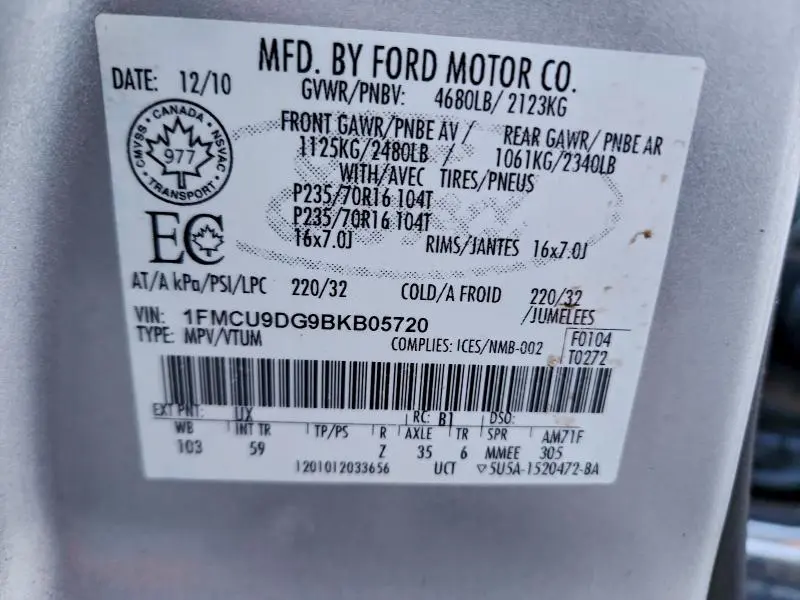 MFD. BY FORD MOTOR CO.
DATE: 12/10
GVWR/PNBV: 4680LB/ 2123KG
FRONT GAWR/PNBE AV / REAR GAWR/ PNBE AR
1125KG/2480LB / 1061KG/2340LB
WITH/AVEC TIRES/PNEUS
P235/70R16 104T
P235/70R16 104T
16x7.0J RIMS/JANTES 16x7.0J
CMVSS · CANADA · NSVAC
977
TRANSPORT
EC
AT/A kPa/PSI/LPC 220/32 COLD/A FROID 220/32
/JUMELEES
VIN: 1FMCU9DG9BKB05720
TYPE: MPV/VTUM COMPLIES: ICES/NMB-002
F0104
T0272
EXT PNT: UX RC: B1 DSO:
WB INT TR TP/PS R AXLE TR SPR AM71F
103 59 Z 35 6 MMEE 305
1201012033656 UCT ▽5U5A-1520472-BA